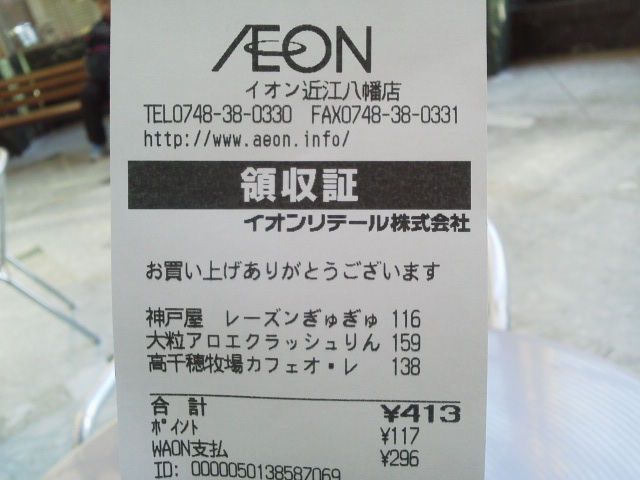 ÆON
イオン近江八幡店
TEL0748-38-0330 FAX0748-38-0331
http://www.aeon.info/
領収証
イオンリテール株式会社
お買い上げありがとうございます
神戸屋 レーズンぎゅぎゅ 116
大粒アロエクラッシュりん 159
高千穂牧場カフェオ・レ 138
合計 ¥413
ﾎﾟｲﾝﾄ ¥117
WAON支払 ¥296
ID: 0000050138587069